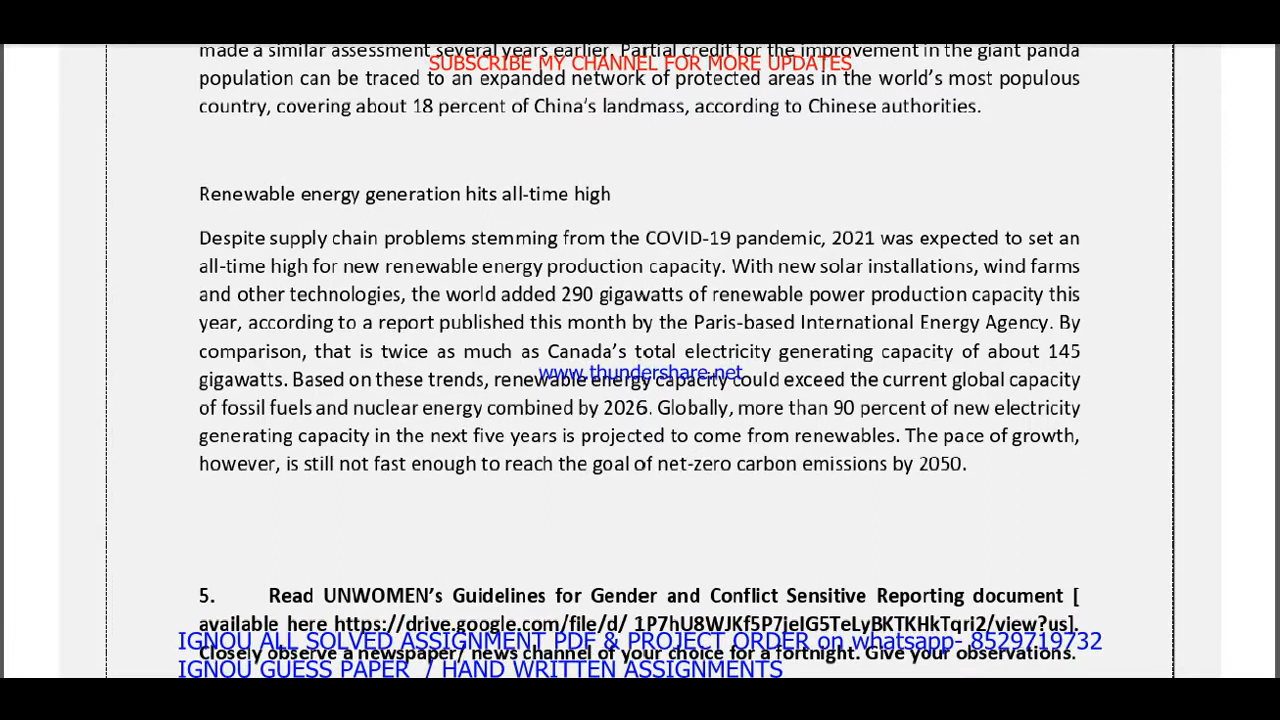 made a similar assessment several years earlier. Partial credit for the improvement in the giant panda
SUBSCRIBE MY CHANNEL FOR MORE UPDATES
population can be traced to an expanded network of protected areas in the world's most populous
country, covering about 18 percent of China's landmass, according to Chinese authorities.
Renewable energy generation hits all-time high
Despite supply chain problems stemming from the COVID-19 pandemic, 2021 was expected to set an
all-time high for new renewable energy production capacity. With new solar installations, wind farms
and other technologies, the world added 290 gigawatts of renewable power production capacity this
year, according to a report published this month by the Paris-based International Energy Agency. By
comparison, that is twice as much as Canada's total electricity generating capacity of about 145
www.thundershare.net
gigawatts. Based on these trends, renewable energy capacity could exceed the current global capacity
of fossil fuels and nuclear energy combined by 2026. Globally, more than 90 percent of new electricity
generating capacity in the next five years is projected to come from renewables. The pace of growth,
however, is still not fast enough to reach the goal of net-zero carbon emissions by 2050.
5. Read UNWOMEN's Guidelines for Gender and Conflict Sensitive Reporting document [
available here https://drive.google.com/file/d/ 1P7hU8WJKf5P7jeIG5TeLyBKTKHkTqri2/view?us].
IGNOU ALL SOLVED ASSIGNMENT PDF & PROJECT ORDER on whatsapp- 8529719732
Closely observe a newspaper/ news channel of your choice for a fortnight. Give your observations.
IGNOU GUESS PAPER / HAND WRITTEN ASSIGNMENTS